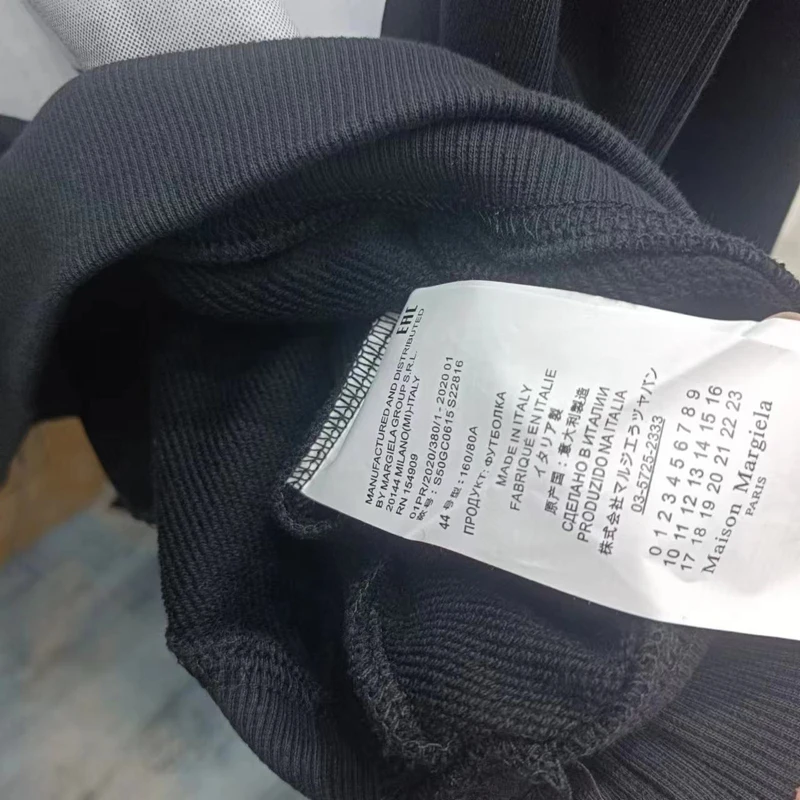 EAC
MANUFACTURED AND DISTRIBUTED
BY MARGIELA GROUP S.R.L.
20144 MILANO(MI)-ITALY
RN 154909
01PR/2020/380/1 - 2020 01
款号: S50GC0615 S22816
44 号型:160/80A
ПРОДУКТ: ФУТБОЛКА
MADE IN ITALY
FABRIQUÉ EN ITALIE
イタリア製
原产国:意大利制造
СДЕЛАНО В ИТАЛИИ
PRODUZIDO NA ITALIA
株式会社マルジエラツヤパン
03-5725-2333
0 1 2 3 4 5 6 7 8 9
10 11 12 13 14 15 16
17 18 19 20 21 22 23
Maison Margiela
PARIS